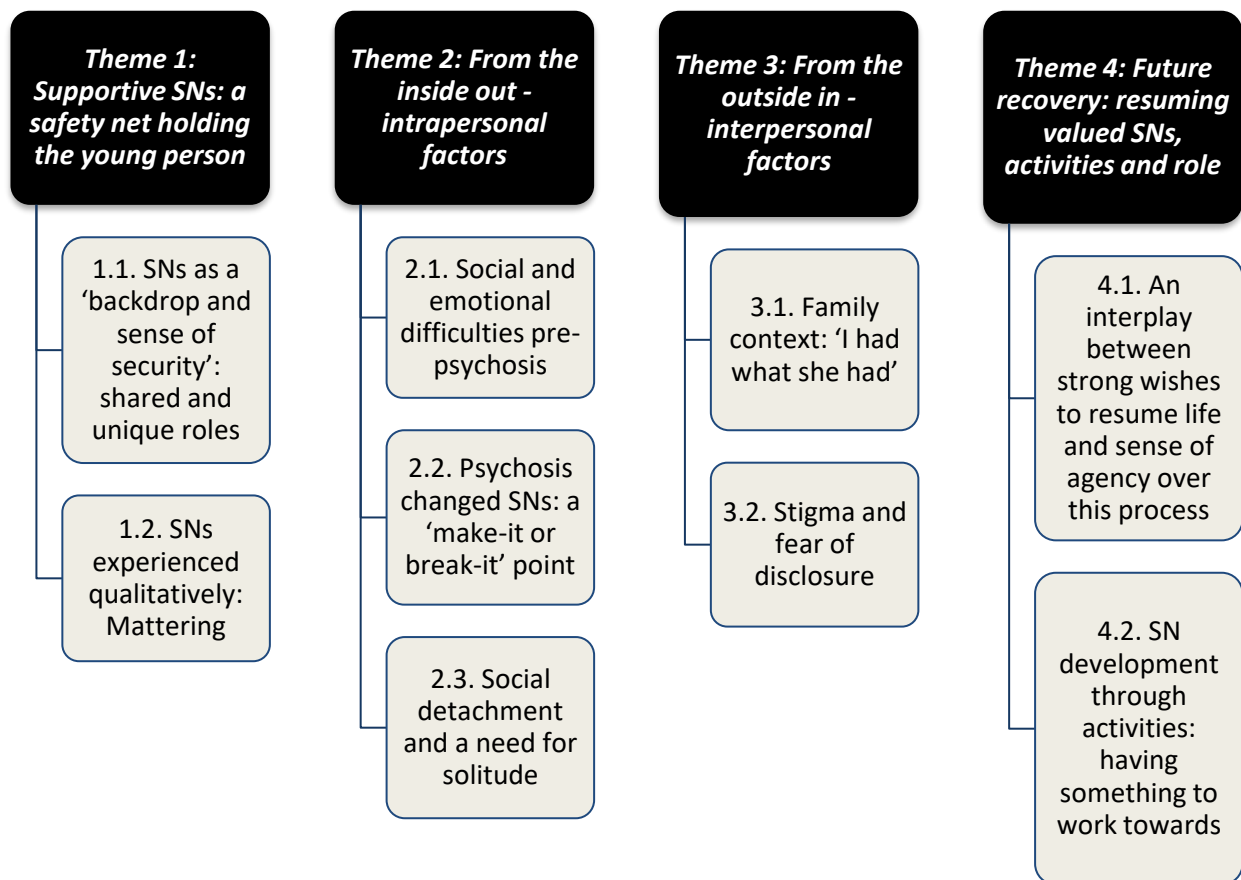 Theme 1:
Supportive SNs: a
safety net holding
the young person
1.1. SNs as a
‘backdrop and
sense of
security’:
shared and
unique roles
1.2. SNs
experienced
qualitatively:
Mattering
Theme 2: From the
inside out -
intrapersonal
factors
2.1. Social and
emotional
difficulties pre-
psychosis
2.2. Psychosis
changed SNs: a
‘make-it or
break-it’ point
2.3. Social
detachment
and a need for
solitude
Theme 3: From the
outside in -
interpersonal
factors
3.1. Family
context: ‘I had
what she had’
3.2. Stigma and
fear of
disclosure
Theme 4: Future
recovery: resuming
valued SNs,
activities and role
4.1. An
interplay
between
strong wishes
to resume life
and sense of
agency over
this process
4.2. SN
development
through
activities:
having
something to
work towards